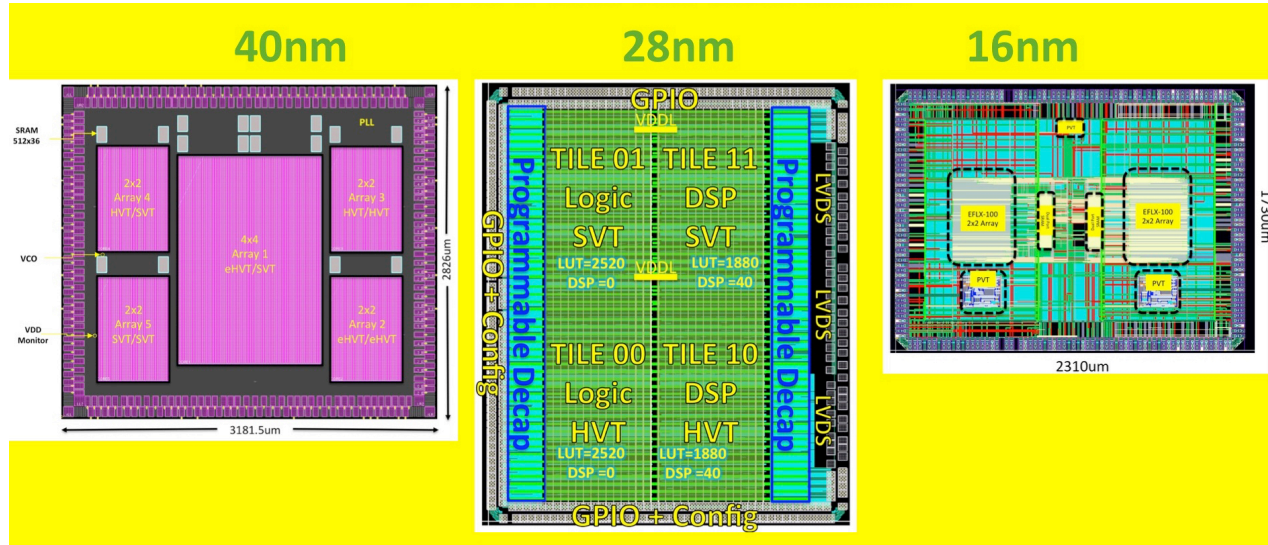 40nm
28nm
16nm
SRAM
512x36
PLL
2x2
Array 4
HVT/SVT
2x2
Array 3
HVT/HVT
4x4
Array 1
eHVT/SVT
VCO
VDD
Monitor
2x2
Array 5
SVT/SVT
2x2
Array 2
eHVT/eHVT
2826um
3181.5um
GPIO
VDDL
Programmable Decap
TILE 01
Logic
SVT
LUT=2520
DSP =0
TILE 11
DSP
SVT
LUT=1880
DSP =40
VDDL
Programmable Decap
GPIO + Config
LVDS
LVDS
LVDS
TILE 00
Logic
HVT
LUT=2520
DSP =0
TILE 10
DSP
HVT
LUT=1880
DSP =40
GPIO + Config
PVT
EFLX-100
2x2 Array
EFLX-100
2x2 Array
PVT
PVT
1730um
2310um